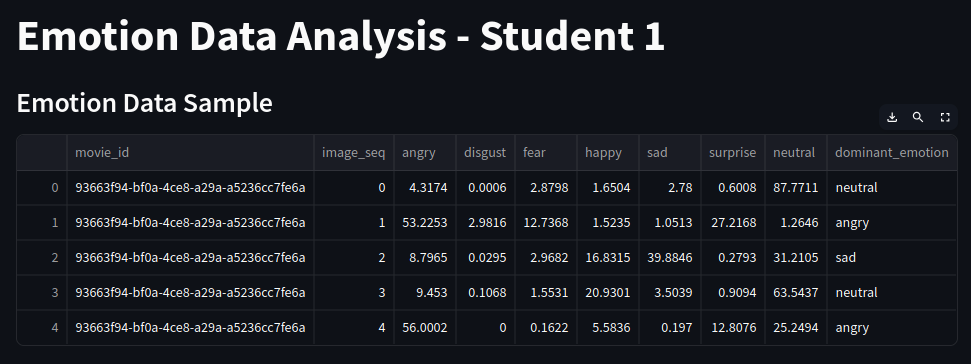 Emotion Data Analysis - Student 1
Emotion Data Sample
movie_id image_seq angry disgust fear happy sad surprise neutral dominant_emotion
0 93663f94-bf0a-4ce8-a29a-a5236cc7fe6a 0 4.3174 0.0006 2.8798 1.6504 2.78 0.6008 87.7711 neutral
1 93663f94-bf0a-4ce8-a29a-a5236cc7fe6a 1 53.2253 2.9816 12.7368 1.5235 1.0513 27.2168 1.2646 angry
2 93663f94-bf0a-4ce8-a29a-a5236cc7fe6a 2 8.7965 0.0295 2.9682 16.8315 39.8846 0.2793 31.2105 sad
3 93663f94-bf0a-4ce8-a29a-a5236cc7fe6a 3 9.453 0.1068 1.5531 20.9301 3.5039 0.9094 63.5437 neutral
4 93663f94-bf0a-4ce8-a29a-a5236cc7fe6a 4 56.0002 0 0.1622 5.5836 0.197 12.8076 25.2494 angry